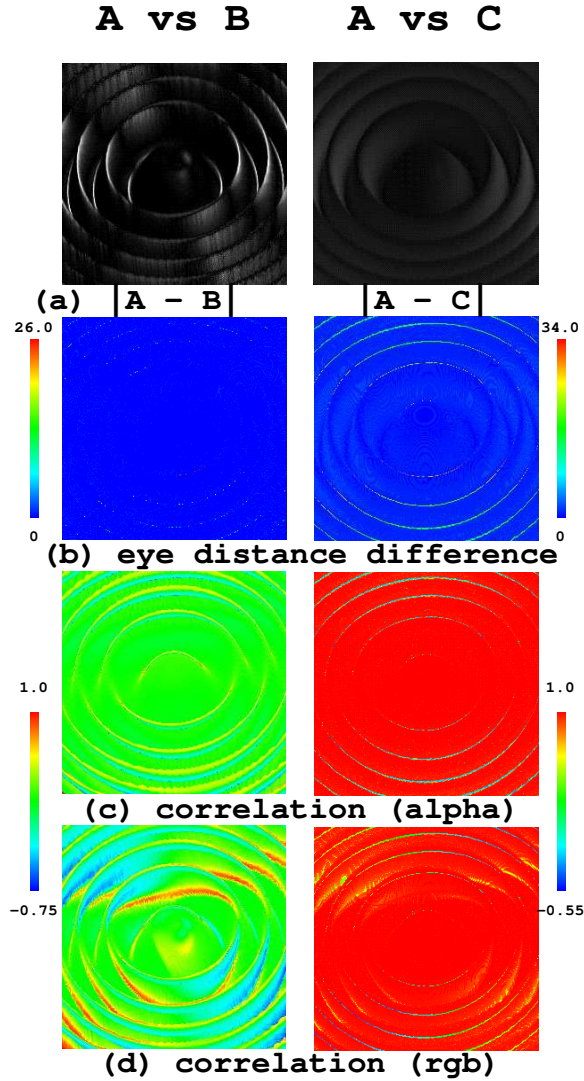 A vs B A vs C
(a) |A − B| |A − C|
26.0 34.0
0 0
(b) eye distance difference
1.0 1.0
(c) correlation (alpha)
−0.75 −0.55
(d) correlation (rgb)